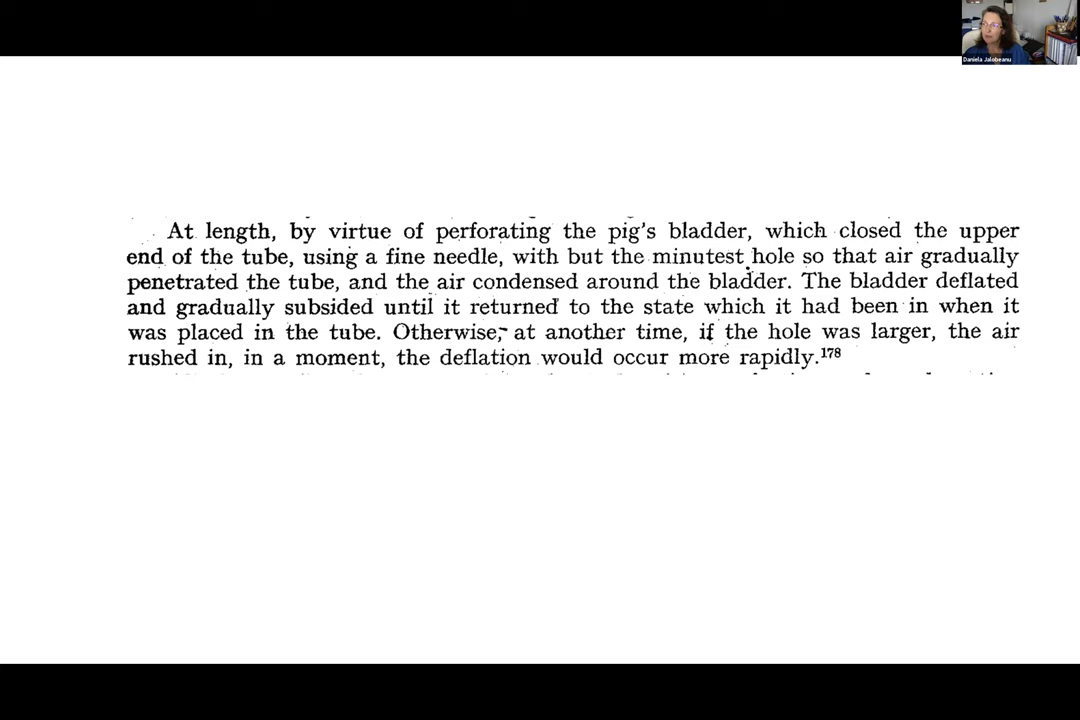 Daniela Jalobeanu
At length, by virtue of perforating the pig's bladder, which closed the upper
end of the tube, using a fine needle, with but the minutest hole so that air gradually
penetrated the tube, and the air condensed around the bladder. The bladder deflated
and gradually subsided until it returned to the state which it had been in when it
was placed in the tube. Otherwise, at another time, if the hole was larger, the air
rushed in, in a moment, the deflation would occur more rapidly.178